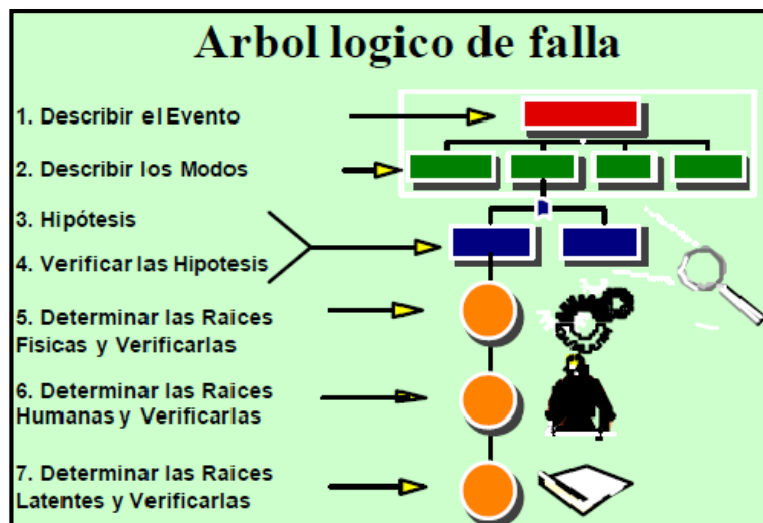 Arbol logico de falla
1. Describir el Evento
2. Describir los Modos
3. Hipótesis
4. Verificar las Hipotesis
5. Determinar las Raices
Fisicas y Verificarlas
6. Determinar las Raices
Humanas y Verificarlas
7. Determinar las Raices
Latentes y Verificarlas